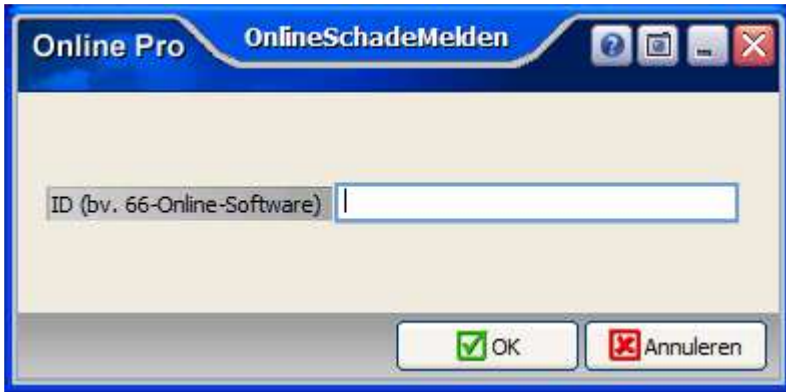 Online Pro
OnlineSchadeMelden
ID (bv. 66-Online-Software)
OK
Annuleren